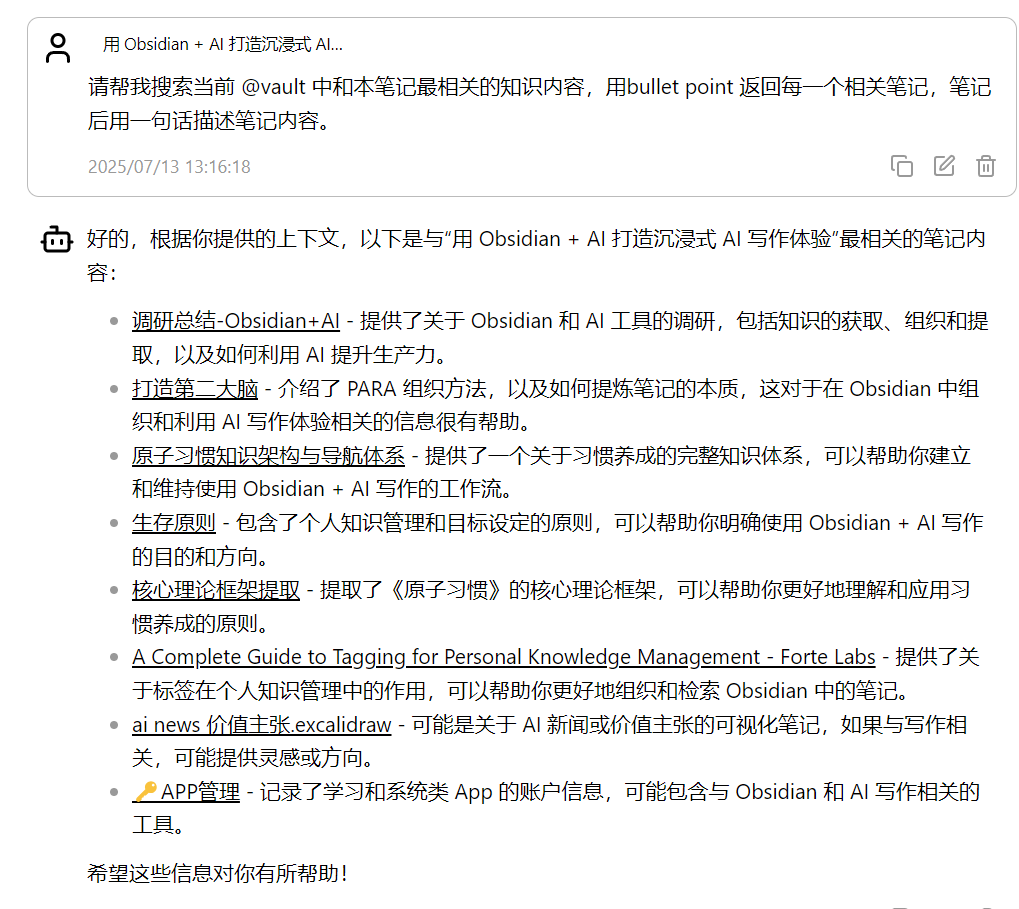 用 Obsidian + AI 打造沉浸式 AI...
请帮我搜索当前 @vault 中和本笔记最相关的知识内容，用bullet point 返回每一个相关笔记，笔记
后用一句话描述笔记内容。
2025/07/13 13:16:18
好的，根据你提供的上下文，以下是与“用 Obsidian + AI 打造沉浸式 AI 写作体验”最相关的笔记内
容：
调研总结-Obsidian+AI - 提供了关于 Obsidian 和 AI 工具的调研，包括知识的获取、组织和提
取，以及如何利用 AI 提升生产力。
打造第二大脑 - 介绍了 PARA 组织方法，以及如何提炼笔记的本质，这对于在 Obsidian 中组
织和利用 AI 写作体验相关的信息很有帮助。
原子习惯知识架构与导航体系 - 提供了一个关于习惯养成的完整知识体系，可以帮助你建立
和维持使用 Obsidian + AI 写作的工作流。
生存原则 - 包含了个人知识管理和目标设定的原则，可以帮助你明确使用 Obsidian + AI 写作
的目的和方向。
核心理论框架提取 - 提取了《原子习惯》的核心理论框架，可以帮助你更好地理解和应用习
惯养成的原则。
A Complete Guide to Tagging for Personal Knowledge Management - Forte Labs - 提供了关
于标签在个人知识管理中的作用，可以帮助你更好地组织和检索 Obsidian 中的笔记。
ai news 价值主张.excalidraw - 可能是关于 AI 新闻或价值主张的可视化笔记，如果与写作相
关，可能提供灵感或方向。
🔑APP管理 - 记录了学习和系统类 App 的账户信息，可能包含与 Obsidian 和 AI 写作相关的
工具。
希望这些信息对你有所帮助！